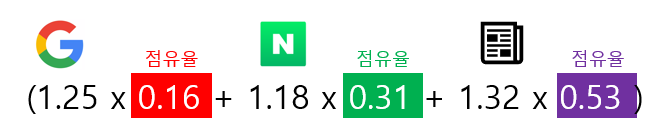 점유율 점유율 점유율
(1.25 x 0.16 + 1.18 x 0.31 + 1.32 x 0.53 )